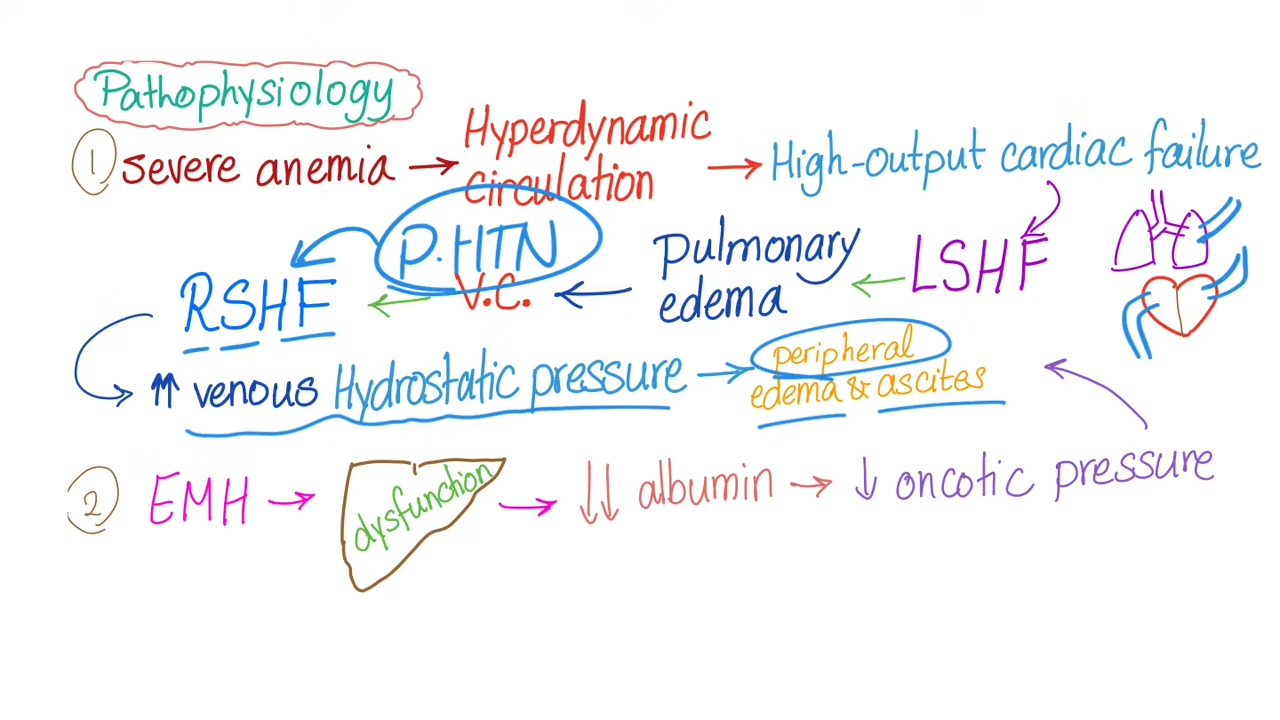 Pathophysiology
1 severe anemia → Hyperdynamic circulation → High-output cardiac failure
RSHF ← P.HTN V.C. ← Pulmonary edema ← LSHF
↑↑ venous Hydrostatic pressure → peripheral edema & ascites
2 EMH → dysfunction → ↓↓ albumin → ↓ oncotic pressure